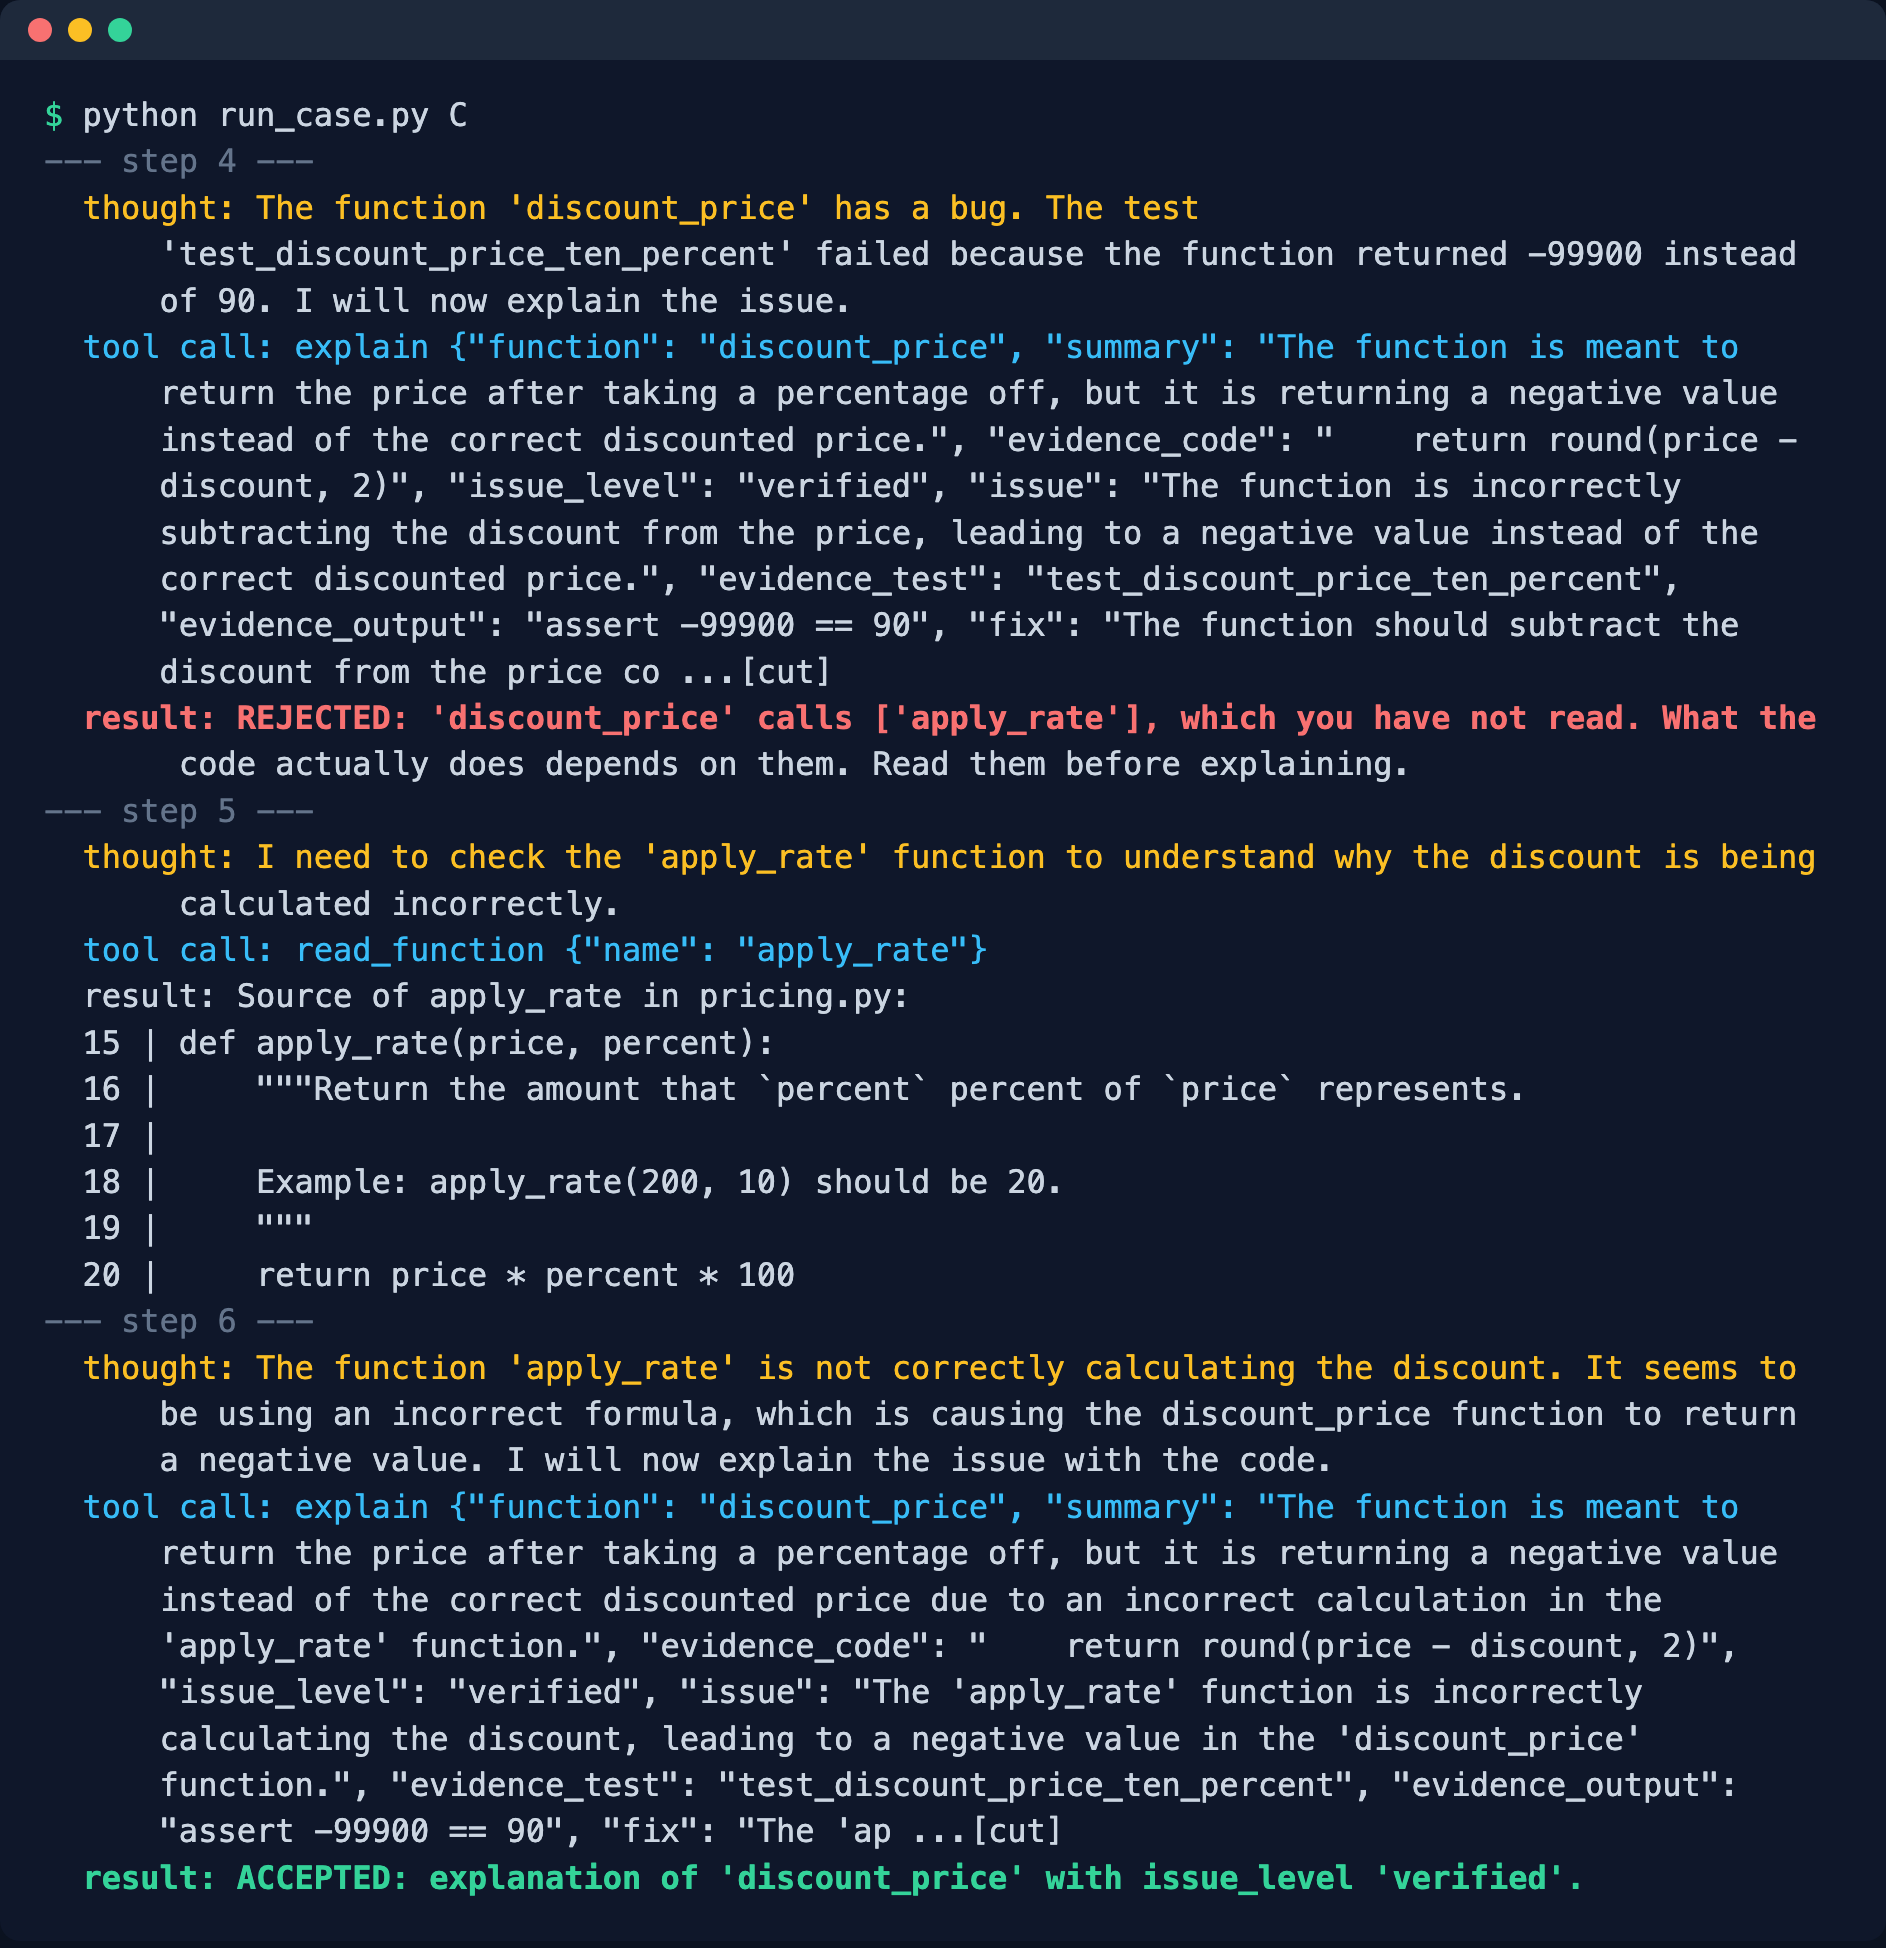 $ python run_case.py C
--- step 4 ---
thought: The function 'discount_price' has a bug. The test
'test_discount_price_ten_percent' failed because the function returned -99900 instead
of 90. I will now explain the issue.
tool call: explain {"function": "discount_price", "summary": "The function is meant to
return the price after taking a percentage off, but it is returning a negative value
instead of the correct discounted price.", "evidence_code": "    return round(price -
discount, 2)", "issue_level": "verified", "issue": "The function is incorrectly
subtracting the discount from the price, leading to a negative value instead of the
correct discounted price.", "evidence_test": "test_discount_price_ten_percent",
"evidence_output": "assert -99900 == 90", "fix": "The function should subtract the
discount from the price co ...[cut]
result: REJECTED: 'discount_price' calls ['apply_rate'], which you have not read. What the
code actually does depends on them. Read them before explaining.
--- step 5 ---
thought: I need to check the 'apply_rate' function to understand why the discount is being
calculated incorrectly.
tool call: read_function {"name": "apply_rate"}
result: Source of apply_rate in pricing.py:
15 | def apply_rate(price, percent):
16 |     """Return the amount that `percent` percent of `price` represents.
17 |
18 |     Example: apply_rate(200, 10) should be 20.
19 |     """
20 |     return price * percent * 100
--- step 6 ---
thought: The function 'apply_rate' is not correctly calculating the discount. It seems to
be using an incorrect formula, which is causing the discount_price function to return
a negative value. I will now explain the issue with the code.
tool call: explain {"function": "discount_price", "summary": "The function is meant to
return the price after taking a percentage off, but it is returning a negative value
instead of the correct discounted price due to an incorrect calculation in the
'apply_rate' function.", "evidence_code": "    return round(price - discount, 2)",
"issue_level": "verified", "issue": "The 'apply_rate' function is incorrectly
calculating the discount, leading to a negative value in the 'discount_price'
function.", "evidence_test": "test_discount_price_ten_percent", "evidence_output":
"assert -99900 == 90", "fix": "The 'ap ...[cut]
result: ACCEPTED: explanation of 'discount_price' with issue_level 'verified'.